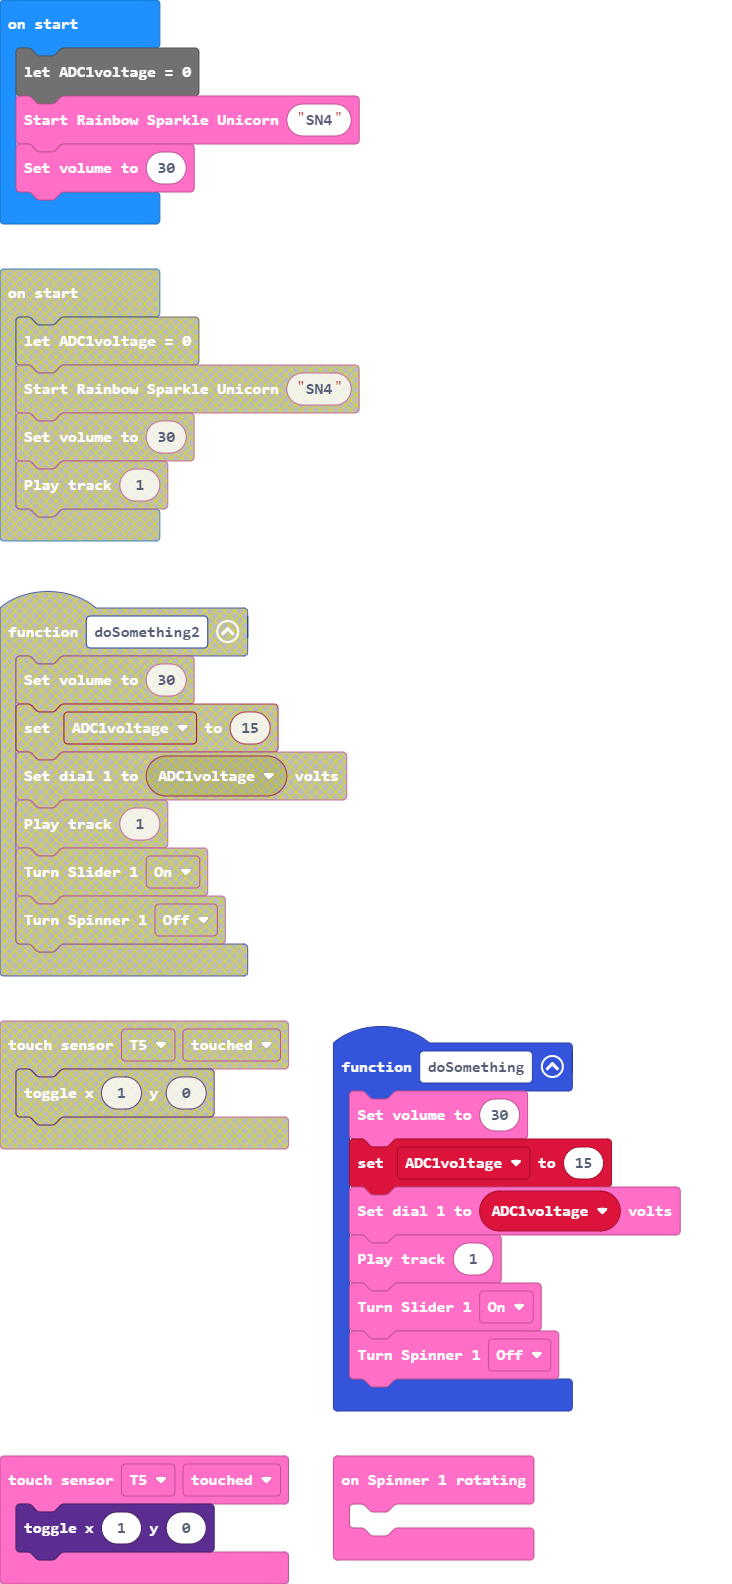 on start
let ADC1voltage = 0
Start Rainbow Sparkle Unicorn "SN4"
Set volume to 30
on start
let ADC1voltage = 0
Start Rainbow Sparkle Unicorn "SN4"
Set volume to 30
Play track 1
function doSomething2
Set volume to 30
set ADC1voltage to 15
Set dial 1 to ADC1voltage volts
Play track 1
Turn Slider 1 On
Turn Spinner 1 Off
touch sensor T5 touched
toggle x 1 y 0
function doSomething
Set volume to 30
set ADC1voltage to 15
Set dial 1 to ADC1voltage volts
Play track 1
Turn Slider 1 On
Turn Spinner 1 Off
touch sensor T5 touched
toggle x 1 y 0
on Spinner 1 rotating